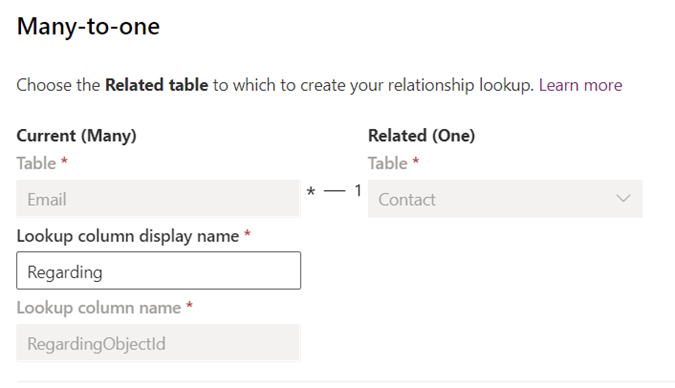 Many-to-one
Choose the Related table to which to create your relationship lookup. Learn more
Current (Many)
Related (One)
Table *
Table *
Email
* — 1
Contact
Lookup column display name *
Regarding
Lookup column name *
RegardingObjectId